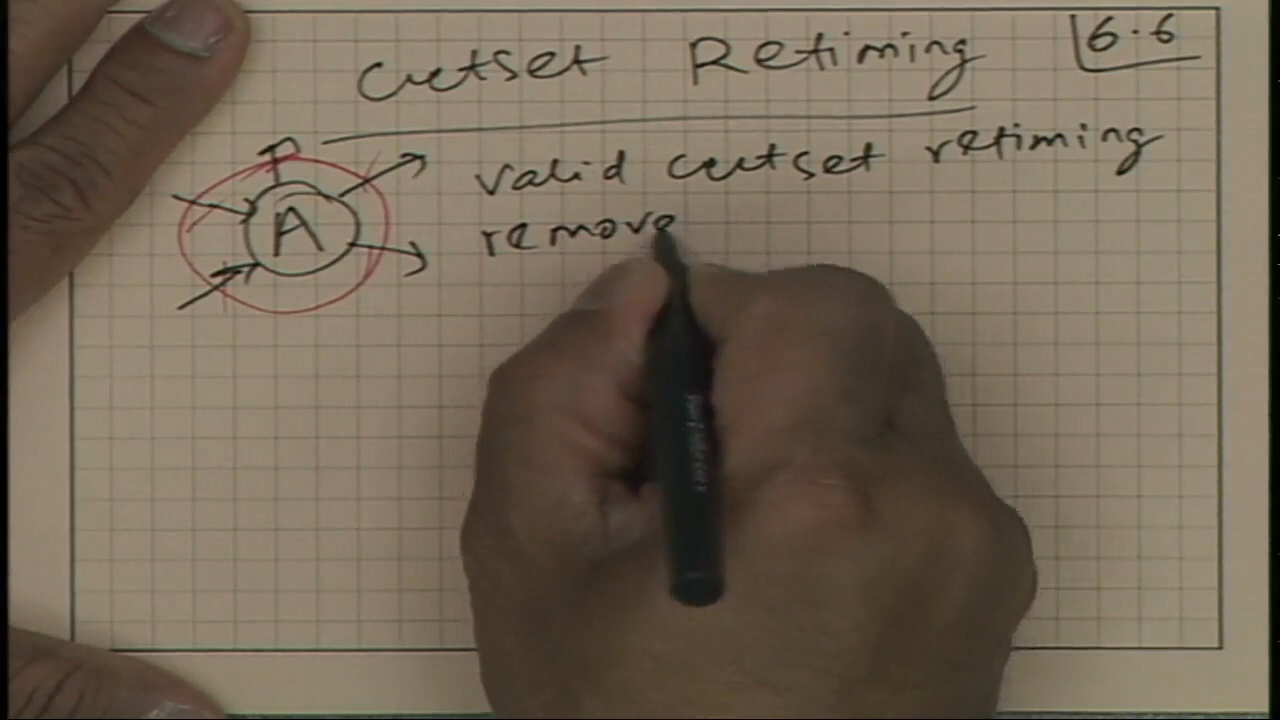 Cutset Retiming
6.6
valid cutset retiming
A
remove